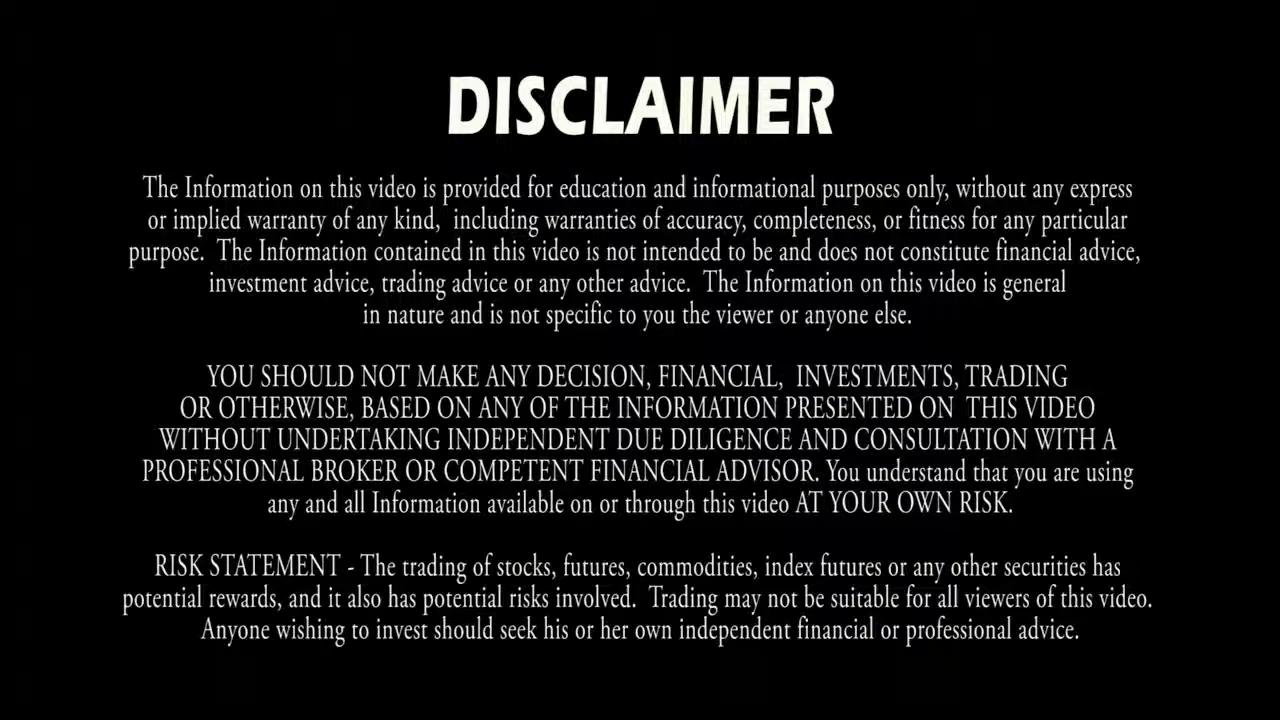 DISCLAIMER
The Information on this video is provided for education and informational purposes only, without any express
or implied warranty of any kind,  including warranties of accuracy, completeness, or fitness for any particular
purpose.  The Information contained in this video is not intended to be and does not constitute financial advice,
investment advice, trading advice or any other advice.  The Information on this video is general
in nature and is not specific to you the viewer or anyone else.
YOU SHOULD NOT MAKE ANY DECISION, FINANCIAL,  INVESTMENTS, TRADING
OR OTHERWISE, BASED ON ANY OF THE INFORMATION PRESENTED ON  THIS VIDEO
WITHOUT UNDERTAKING INDEPENDENT DUE DILIGENCE AND CONSULTATION WITH A
PROFESSIONAL BROKER OR COMPETENT FINANCIAL ADVISOR. You understand that you are using
any and all Information available on or through this video AT YOUR OWN RISK.
RISK STATEMENT - The trading of stocks, futures, commodities, index futures or any other securities has
potential rewards, and it also has potential risks involved.  Trading may not be suitable for all viewers of this video.
Anyone wishing to invest should seek his or her own independent financial or professional advice.